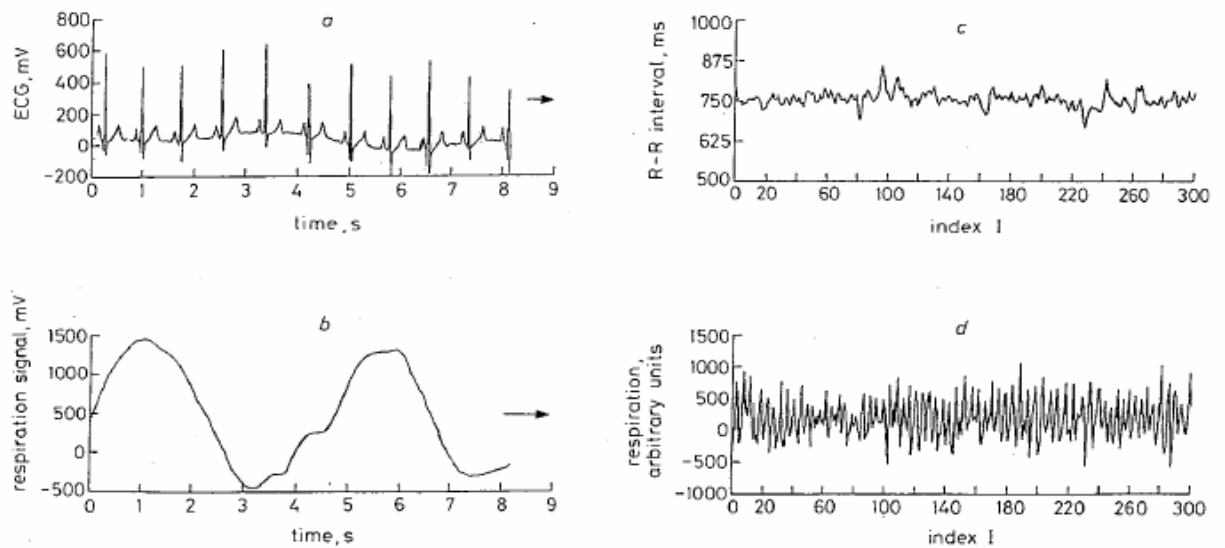 a
ECG, mV
800
600
400
200
0
-200
0 1 2 3 4 5 6 7 8 9
time, s
c
R-R interval, ms
1000
875
750
625
500
0 20 60 100 140 180 220 260 300
index I
b
respiration signal, mV
1500
1000
500
0
-500
0 1 2 3 4 5 6 7 8 9
time, s
d
respiration,
arbitrary units
1500
1000
500
0
-500
-1000
0 20 60 100 140 180 220 260 300
index I